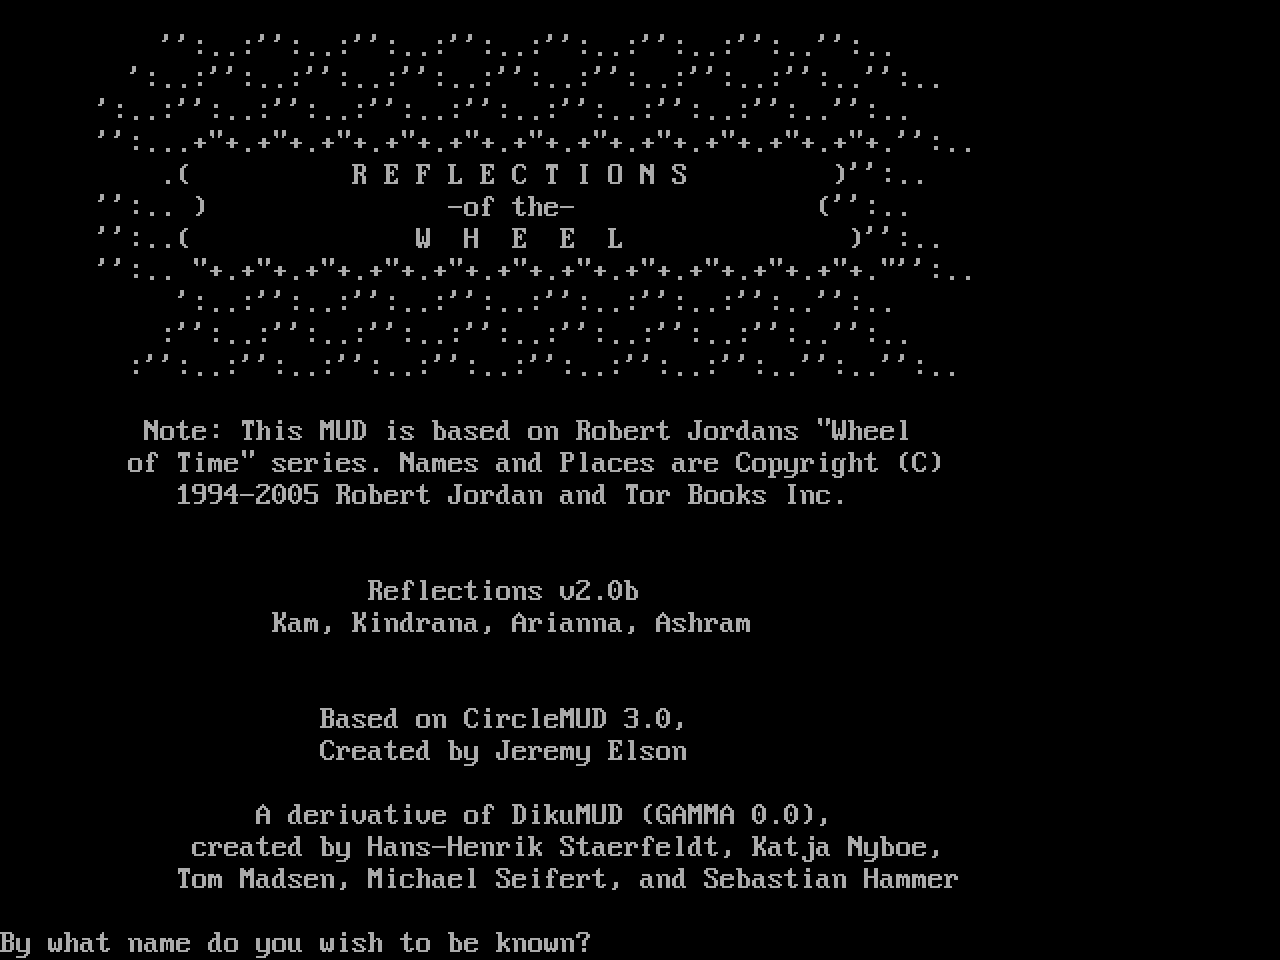 '':..:'':..:'':..:'':..:'':..:'':..:'':..'':..
':..:'':..:'':..:'':..:'':..:'':..:'':..'':..
':..:'':..:'':..:'':..:'':..:'':..:'':..'':..
'':...+"+.+"+.+"+.+"+.+"+.+"+.+"+.+"+.+"+.+"+.'':..
.( R E F L E C T I O N S )'':..
'':.. ) -of the- ('':..
'':..( W H E E L )'':..
'':.. "+.+"+.+"+.+"+.+"+.+"+.+"+.+"+.+"+.+"+."'':..
':..:'':..:'':..:'':..:'':..:'':..'':..
:'':..:'':..:'':..:'':..:'':..:'':..'':..
:'':..:'':..:'':..:'':..:'':..:'':..:'':..'':..'':..
Note: This MUD is based on Robert Jordans "Wheel
of Time" series. Names and Places are Copyright (C)
1994-2005 Robert Jordan and Tor Books Inc.
Reflections v2.0b
Kam, Kindrana, Arianna, Ashram
Based on CircleMUD 3.0,
Created by Jeremy Elson
A derivative of DikuMUD (GAMMA 0.0),
created by Hans-Henrik Staerfeldt, Katja Nyboe,
Tom Madsen, Michael Seifert, and Sebastian Hammer
By what name do you wish to be known?